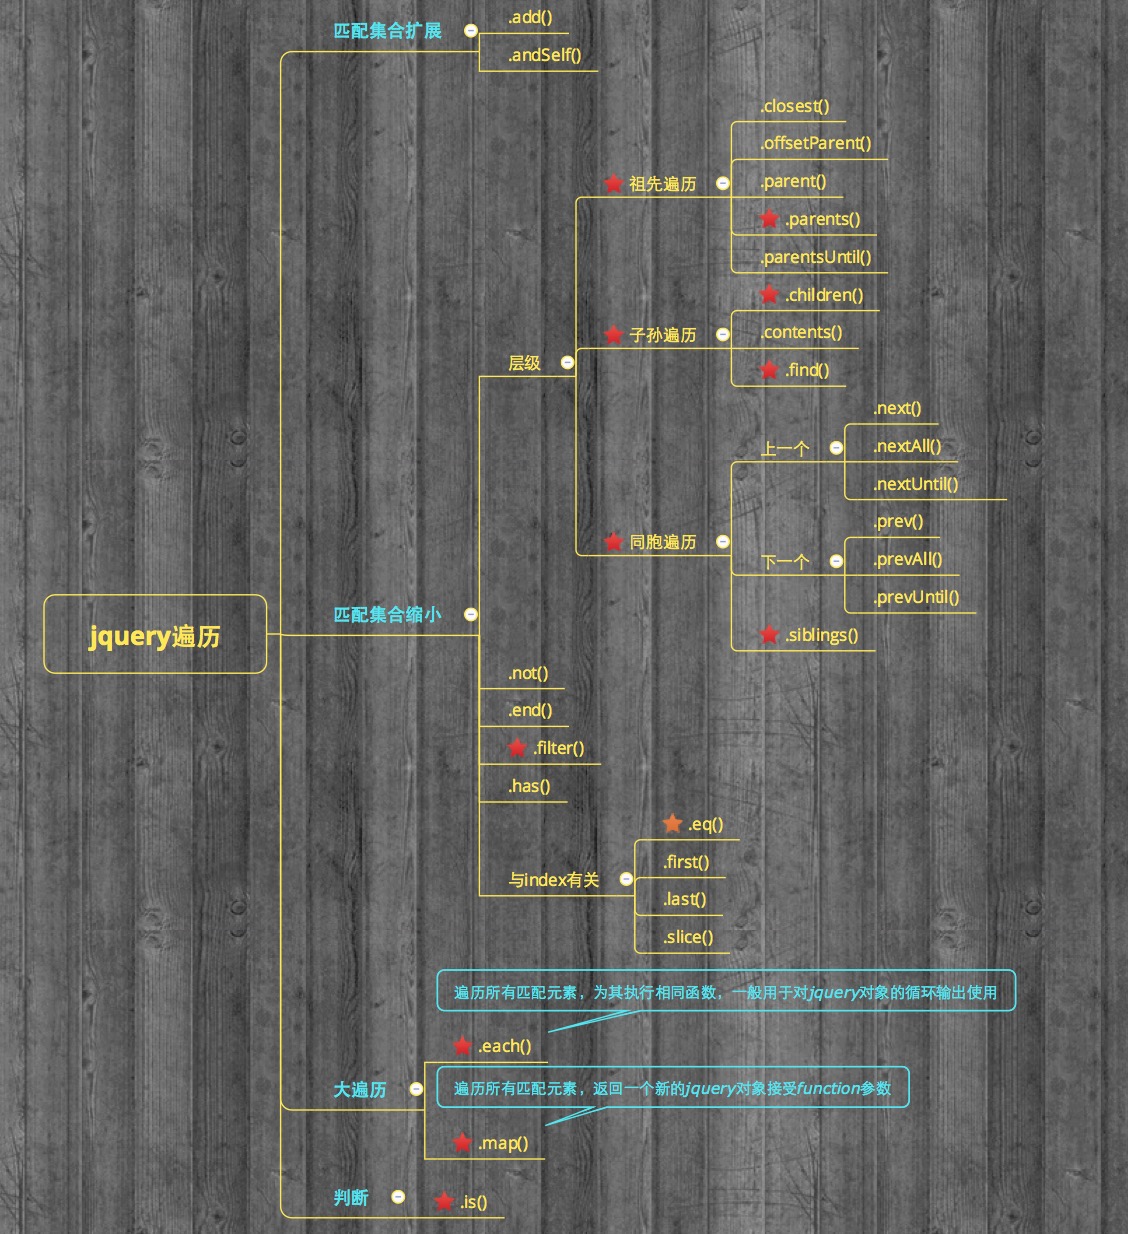 jquery遍历
匹配集合扩展
.add()
.andSelf()
匹配集合缩小
层级
祖先遍历
.closest()
.offsetParent()
.parent()
.parents()
.parentsUntil()
子孙遍历
.children()
.contents()
.find()
同胞遍历
上一个
.next()
.nextAll()
.nextUntil()
下一个
.prev()
.prevAll()
.prevUntil()
.siblings()
.not()
.end()
.filter()
.has()
与index有关
.eq()
.first()
.last()
.slice()
大遍历
遍历所有匹配元素，为其执行相同函数，一般用于对jquery对象的循环输出使用
.each()
遍历所有匹配元素，返回一个新的jquery对象接受function参数
.map()
判断
.is()